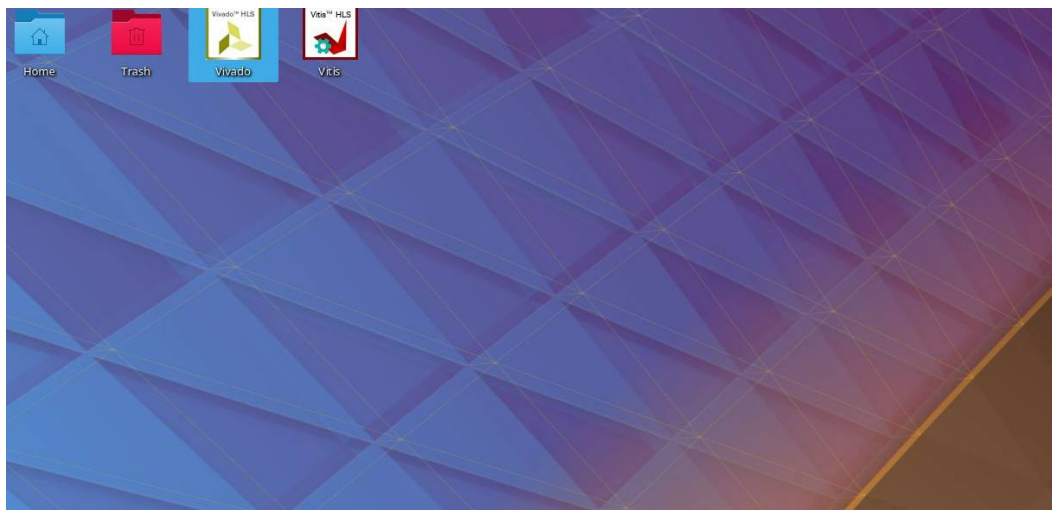 Vivado™ HLS
Vitis™ HLS
Home
Trash
Vivado
Vitis